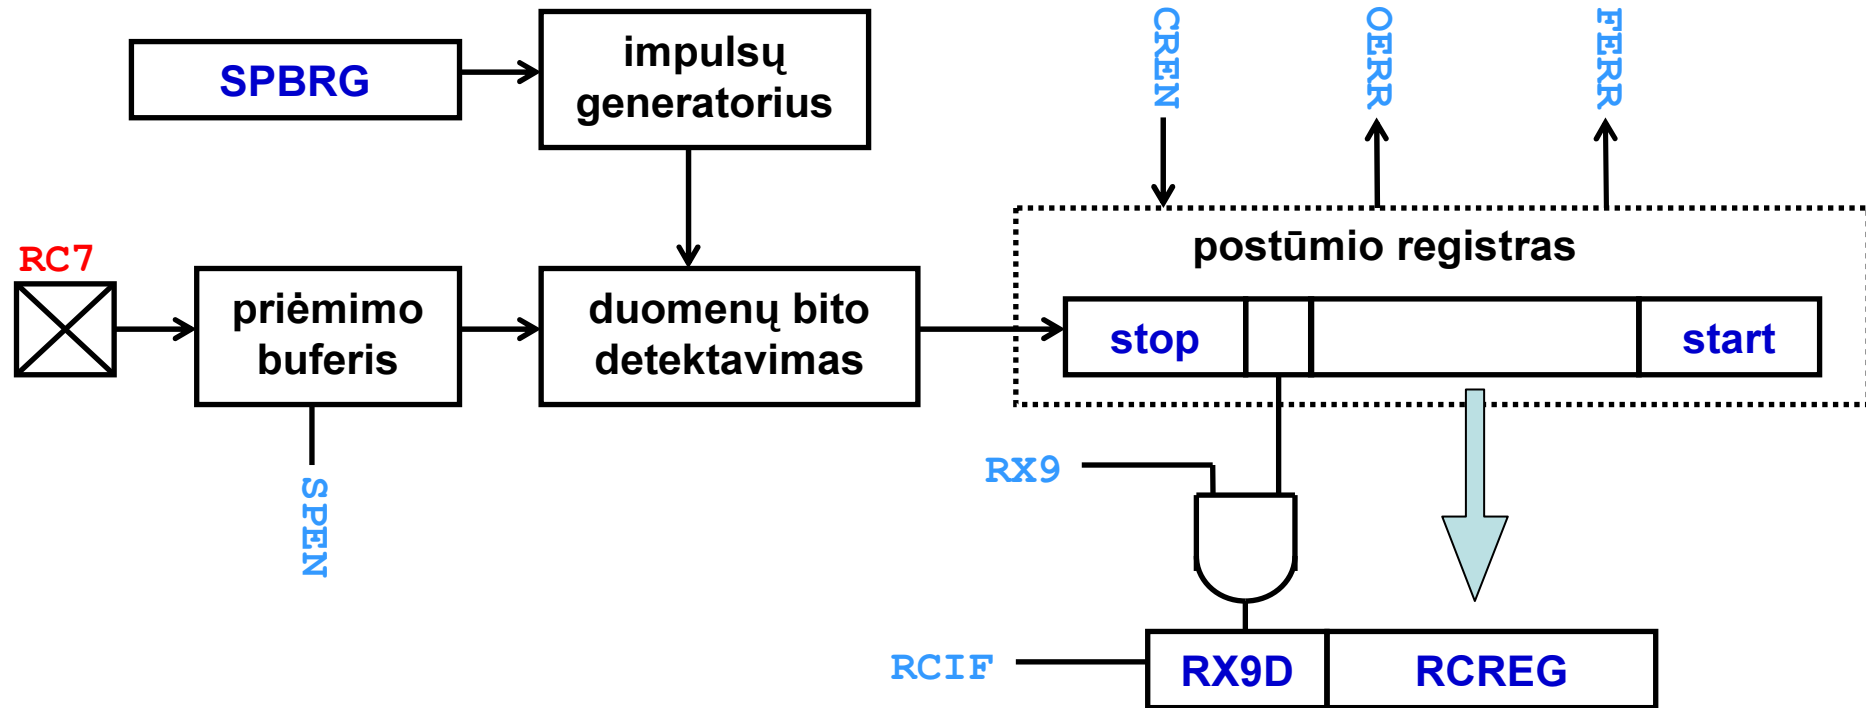 SPBRG
impulsų
generatorius
CREN
OERR
FERR
RC7
priėmimo
buferis
duomenų bito
detektavimas
postūmio registras
stop
start
SPEN
RX9
RCIF
RX9D
RCREG